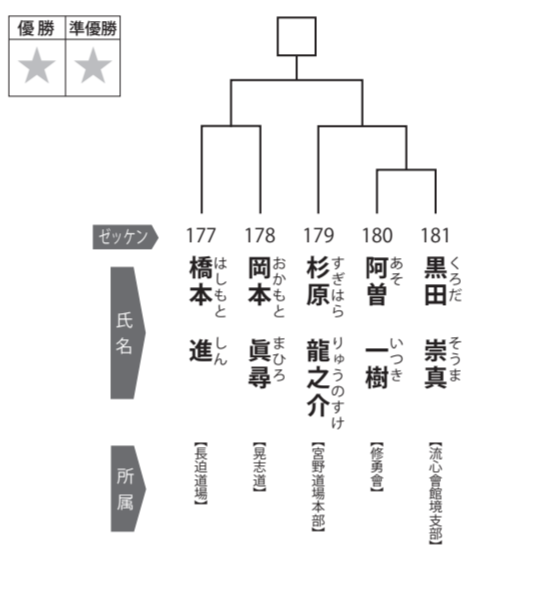 優勝 準優勝
ゼッケン 177 178 179 180 181
氏名
橋本 進
はしもと しん
岡本 眞尋
おかもと まひろ
杉原 龍之介
すぎはら りゅうのすけ
阿曽 一樹
あそ いつき
黒田 崇真
くろだ そうま
所属
【長迫道場】
【晃志道】
【宮野道場本部】
【修勇會】
【流心會館境支部】